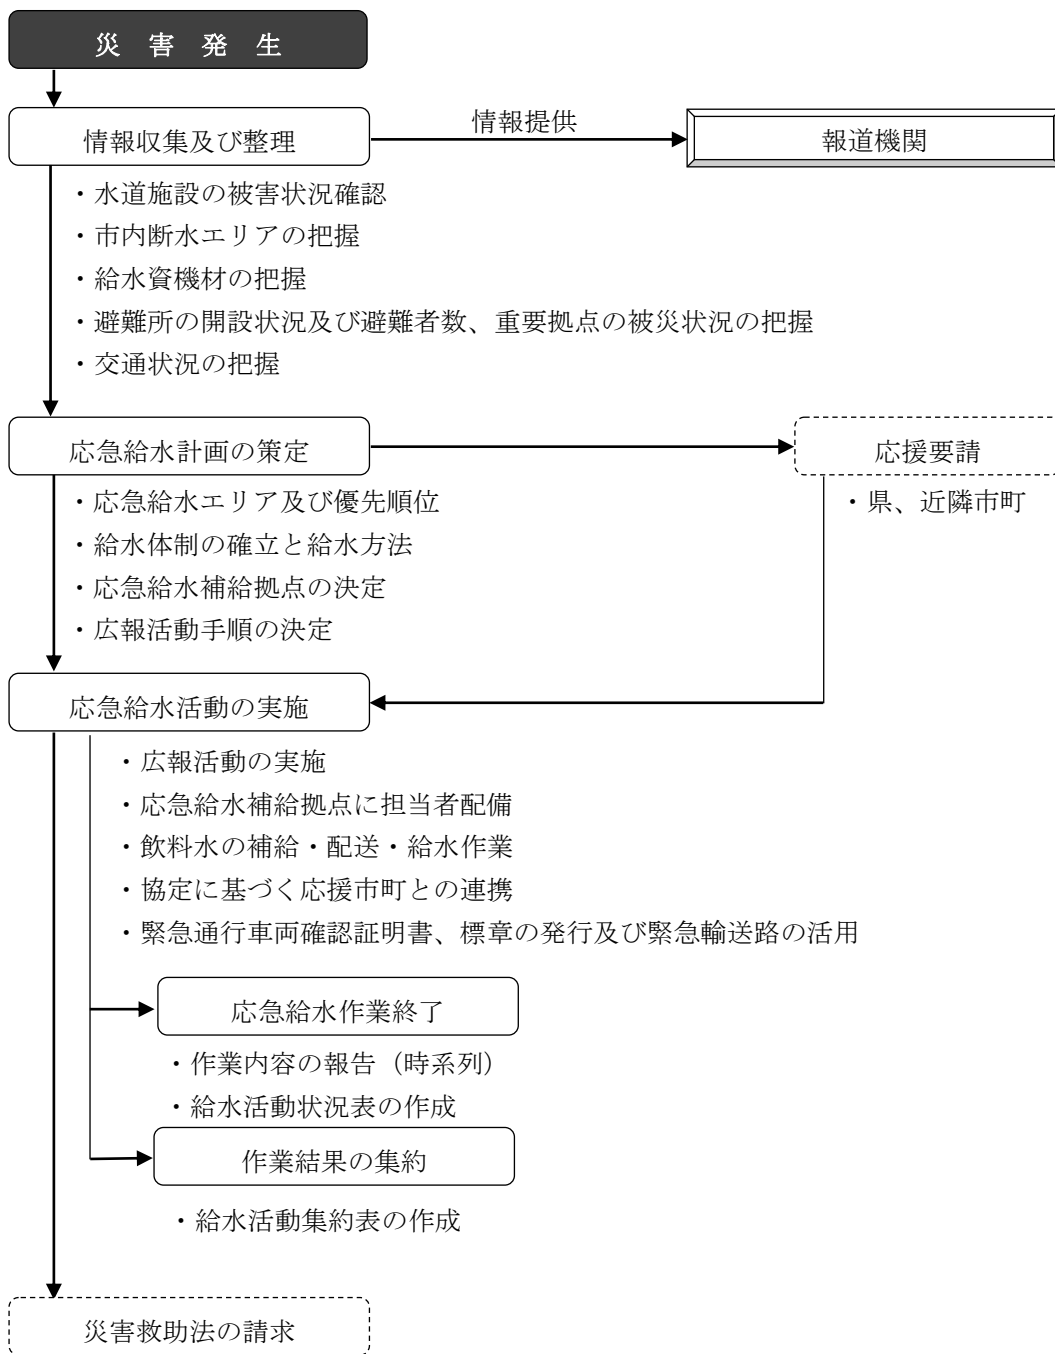 災 害 発 生
情報収集及び整理
情報提供
報道機関
・水道施設の被害状況確認
・市内断水エリアの把握
・給水資機材の把握
・避難所の開設状況及び避難者数、重要拠点の被災状況の把握
・交通状況の把握
応急給水計画の策定
応援要請
・応急給水エリア及び優先順位
・県、近隣市町
・給水体制の確立と給水方法
・応急給水補給拠点の決定
・広報活動手順の決定
応急給水活動の実施
・広報活動の実施
・応急給水補給拠点に担当者配備
・飲料水の補給・配送・給水作業
・協定に基づく応援市町との連携
・緊急通行車両確認証明書、標章の発行及び緊急輸送路の活用
応急給水作業終了
・作業内容の報告（時系列）
・給水活動状況表の作成
作業結果の集約
・給水活動集約表の作成
災害救助法の請求